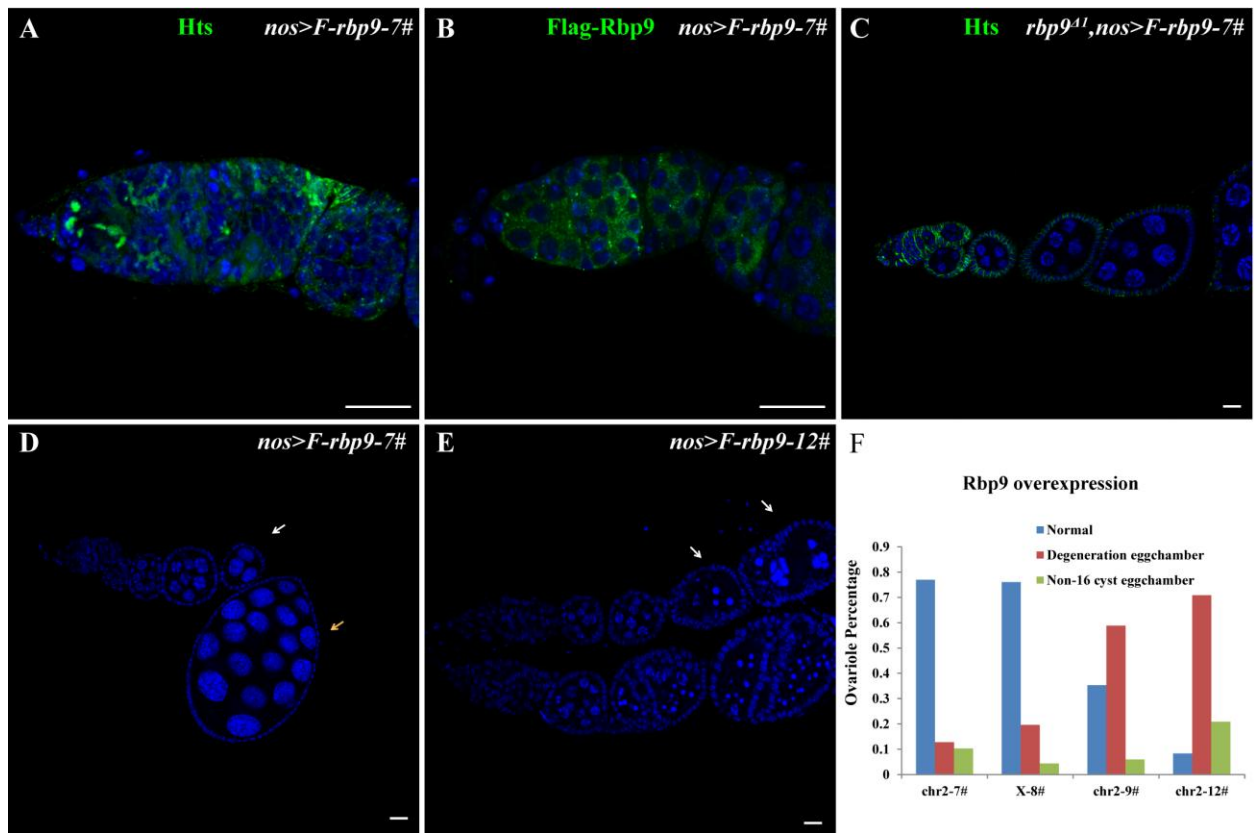 A Hts nos>F-rbp9-7#
B Flag-Rbp9 nos>F-rbp9-7#
C Hts rbp9Δ1,nos>F-rbp9-7#
D nos>F-rbp9-7#
E nos>F-rbp9-12#
F
Rbp9 overexpression
Normal
Degeneration eggchamber
Non-16 cyst eggchamber
Ovariole Percentage
0.9
0.8
0.7
0.6
0.5
0.4
0.3
0.2
0.1
0
chr2-7# X-8# chr2-9# chr2-12#